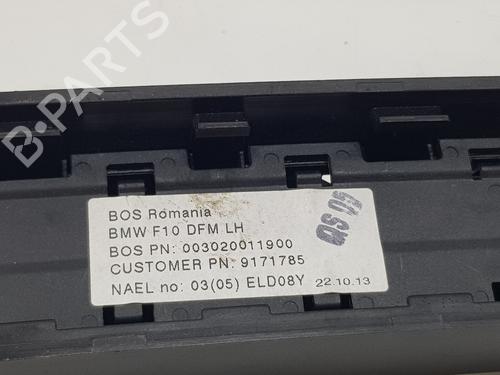 BOS Romania
BMW F10 DFM LH
BOS PN: 003020011900
CUSTOMER PN: 9171785
NAEL no: 03(05) ELD08Y 22.10.13
B-PARTS